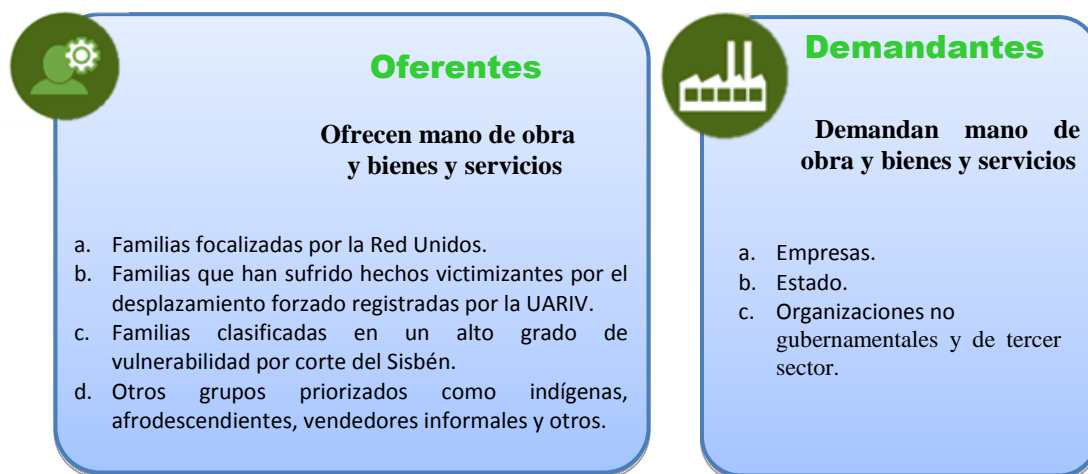 Oferentes
Ofrecen mano de obra
y bienes y servicios
a. Familias focalizadas por la Red Unidos.
b. Familias que han sufrido hechos victimizantes por el
desplazamiento forzado registradas por la UARIV.
c. Familias clasificadas en un alto grado de
vulnerabilidad por corte del Sisbén.
d. Otros grupos priorizados como indígenas,
afrodescendientes, vendedores informales y otros.
Demandantes
Demandan mano de
obra y bienes y servicios
a. Empresas.
b. Estado.
c. Organizaciones no
gubernamentales y de tercer
sector.